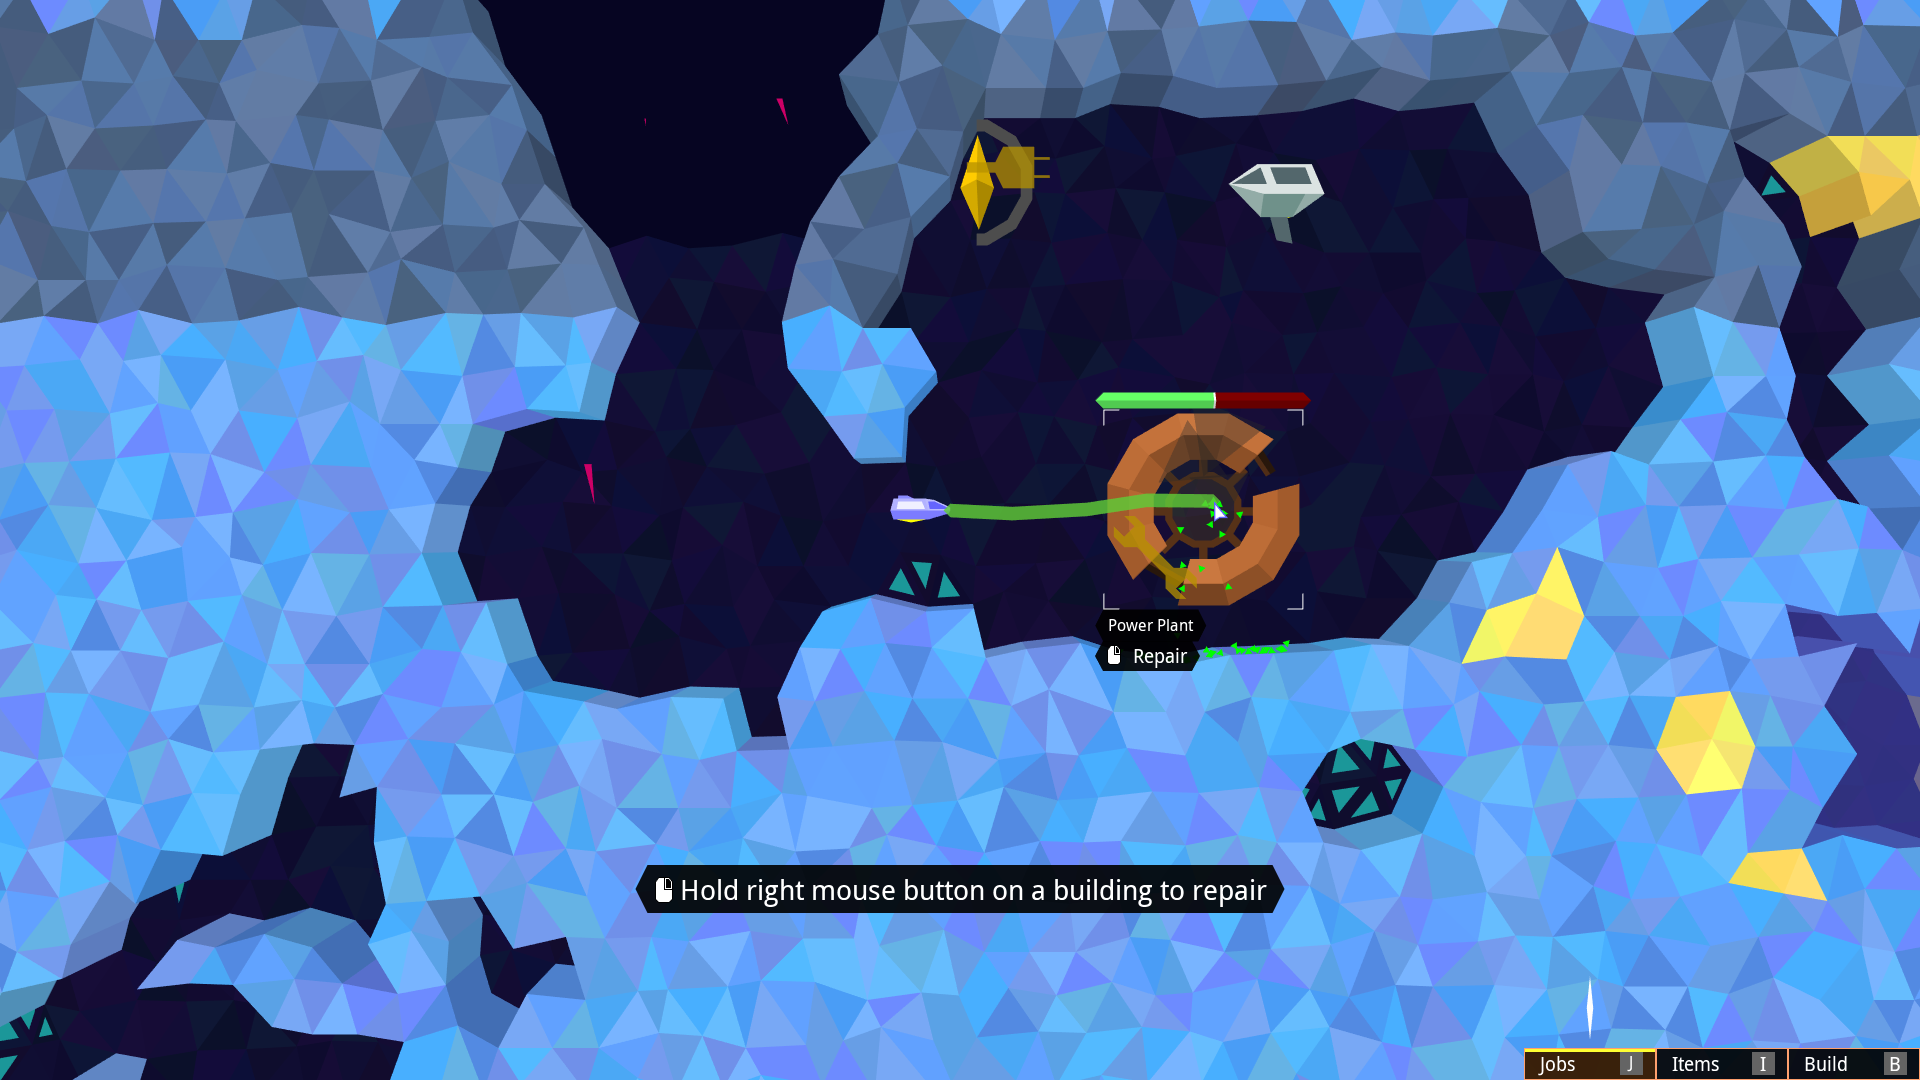 Power Plant
Repair
Hold right mouse button on a building to repair
Jobs J Items I Build B